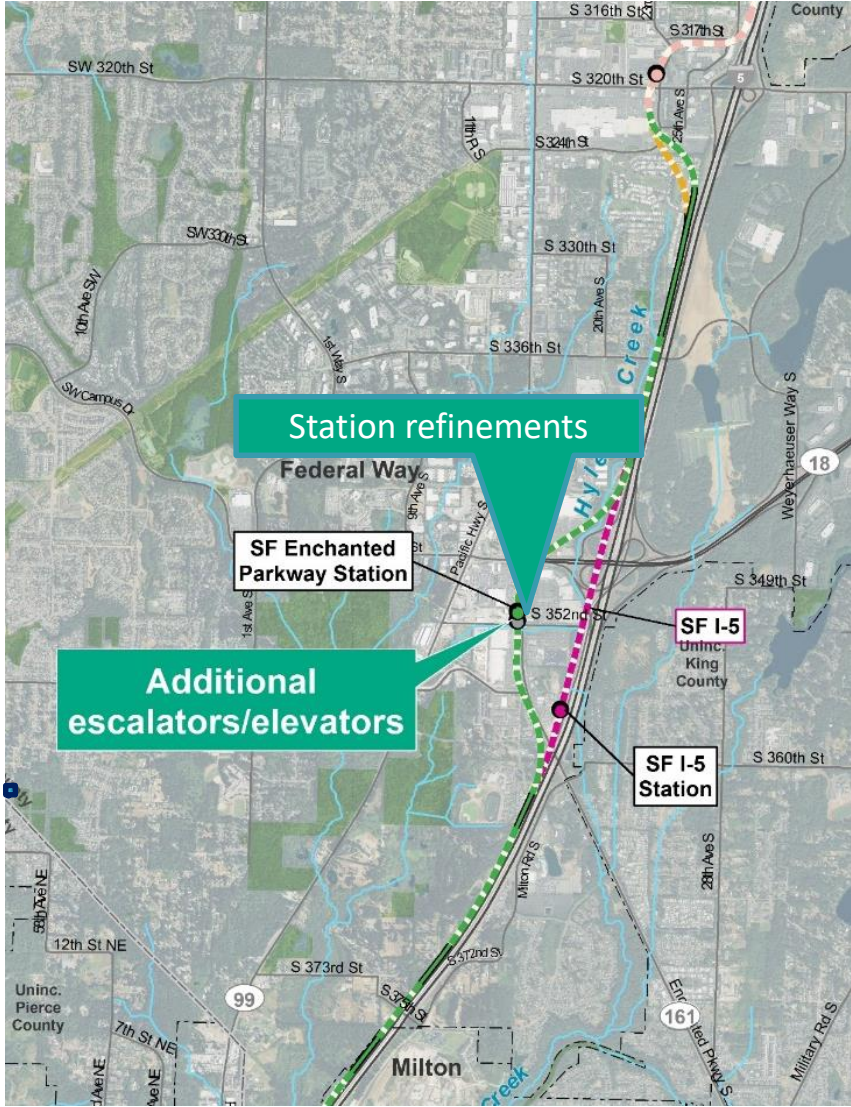 S 316th St
County
S 317th St
SW 320th St
S 320th St
5
25th Ave S
11th Pl S
S 324th St
SW 330th St
S 330th St
10th Ave SW
20th Ave S
1st Way S
S 336th St
Creek
SW Campus Dr
Weyerhaeuser Way S
Station refinements
18
Federal Way
9th Ave S
Pacific Hwy S
SF Enchanted
Parkway Station
S 349th St
S 352nd St
1st Ave S
SF I-5
Uninc.
King
County
Additional
escalators/elevators
S 360th St
SF I-5
Station
28th Ave S
Milton Rd S
12th St NE
S 373rd St
S 372nd St
S 375th St
Uninc.
Pierce
County
99
161
7th St NE
Military Rd S
Milton
Creek